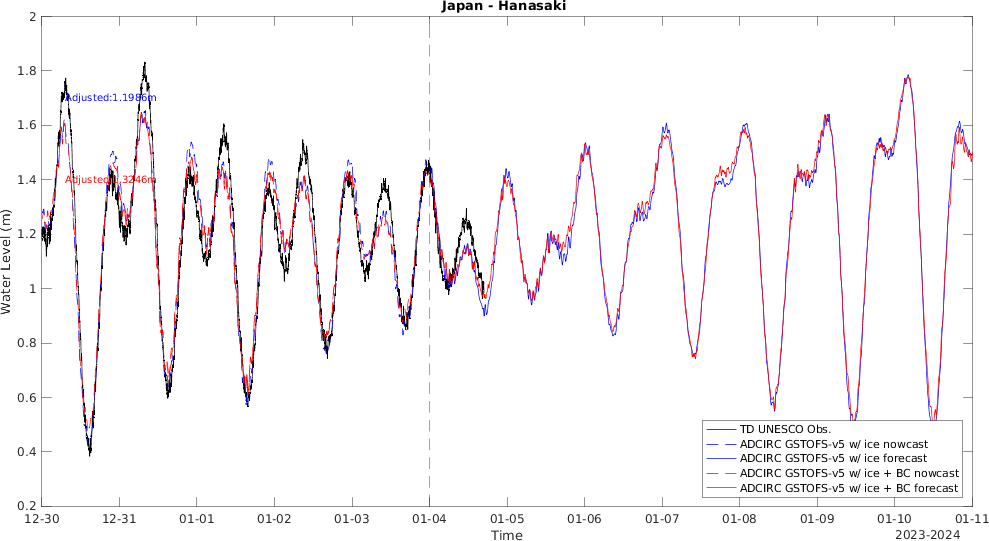 Japan - Hanasaki
2
1.8
1.6
1.4
1.2
1
0.8
0.6
0.4
0.2
Water Level (m)
Adjusted:1.1986m
Adjusted:1.3246m
TD UNESCO Obs.
ADCIRC GSTOFS-v5 w/ ice nowcast
ADCIRC GSTOFS-v5 w/ ice forecast
ADCIRC GSTOFS-v5 w/ ice + BC nowcast
ADCIRC GSTOFS-v5 w/ ice + BC forecast
12-30 12-31 01-01 01-02 01-03 01-04 01-05 01-06 01-07 01-08 01-09 01-10 01-11
Time
2023-2024